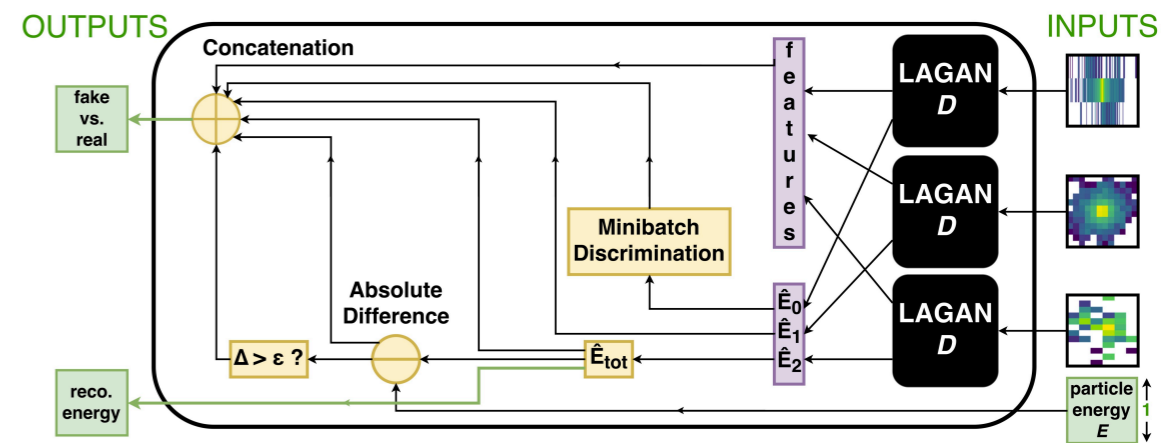 OUTPUTS
INPUTS
Concatenation
fake
vs.
real
f
e
a
t
u
r
e
s
LAGAN
D
LAGAN
D
LAGAN
D
Minibatch
Discrimination
Absolute
Difference
Ê₀
Ê₁
Ê₂
Δ > ε ?
Êtot
reco.
energy
particle
energy
E
1